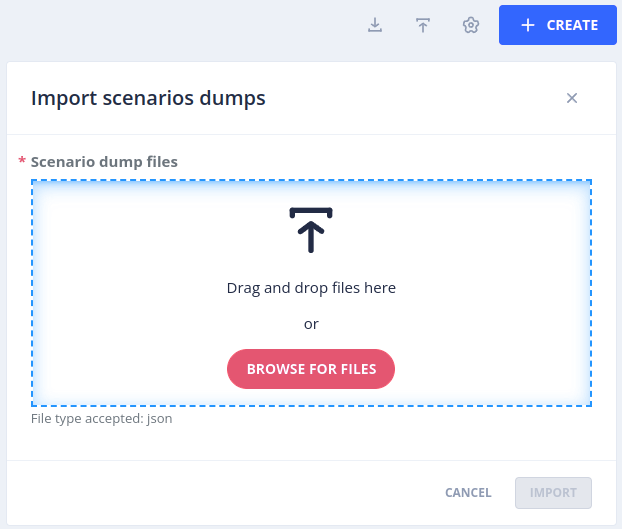 CREATE
Import scenarios dumps
* Scenario dump files
Drag and drop files here
or
BROWSE FOR FILES
File type accepted: json
CANCEL
IMPORT